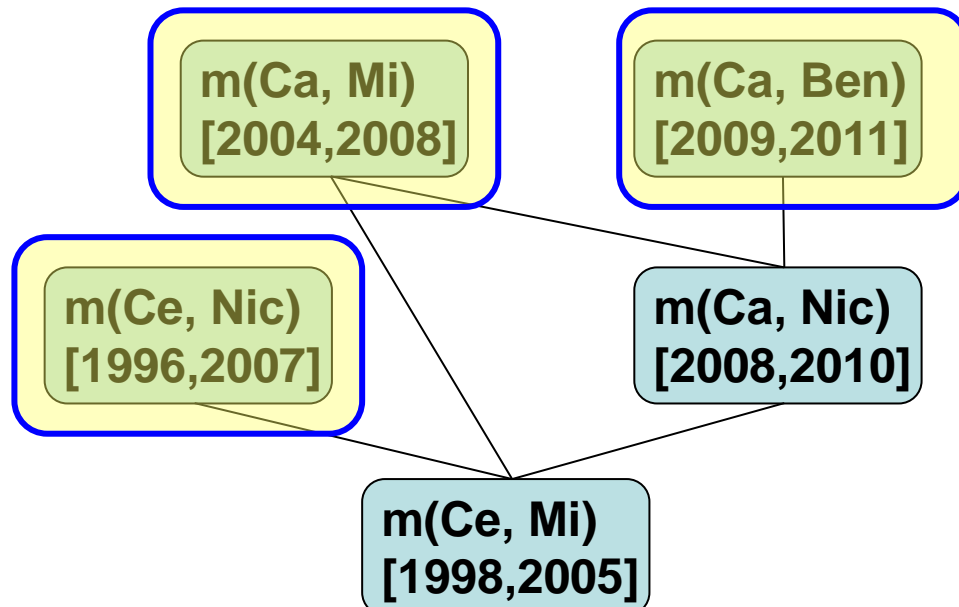 m(Ca, Mi)
[2004,2008]
m(Ca, Ben)
[2009,2011]
m(Ce, Nic)
[1996,2007]
m(Ca, Nic)
[2008,2010]
m(Ce, Mi)
[1998,2005]